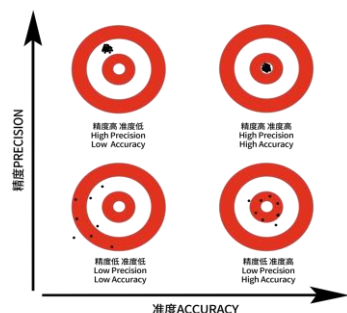 精度PRECISION
精度高 准度低
High Precision
Low Accuracy
精度高 准度高
High Precision
High Accuracy
精度低 准度低
Low Precision
Low Accuracy
精度低 准度高
Low Precision
High Accuracy
准度ACCURACY